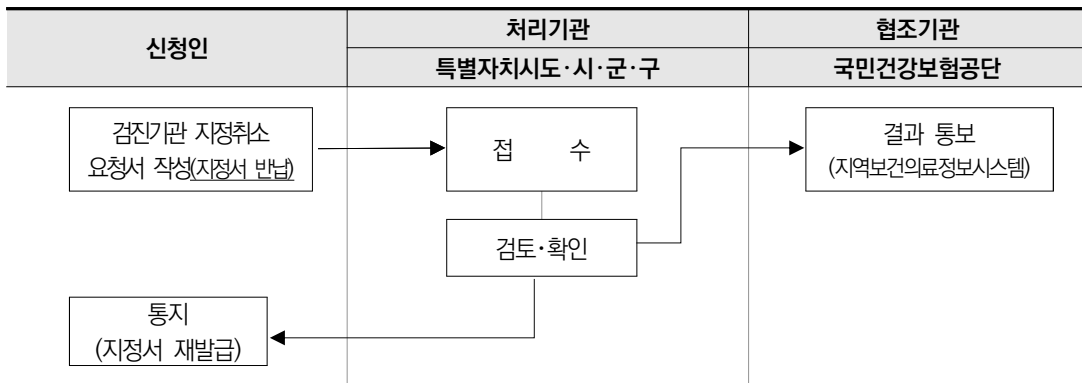 신청인
처리기관
협조기관
특별자치시도·시·군·구
국민건강보험공단
검진기관 지정취소
요청서 작성(지정서 반납)
접 수
결과 통보
(지역보건의료정보시스템)
검토·확인
통지
(지정서 재발급)